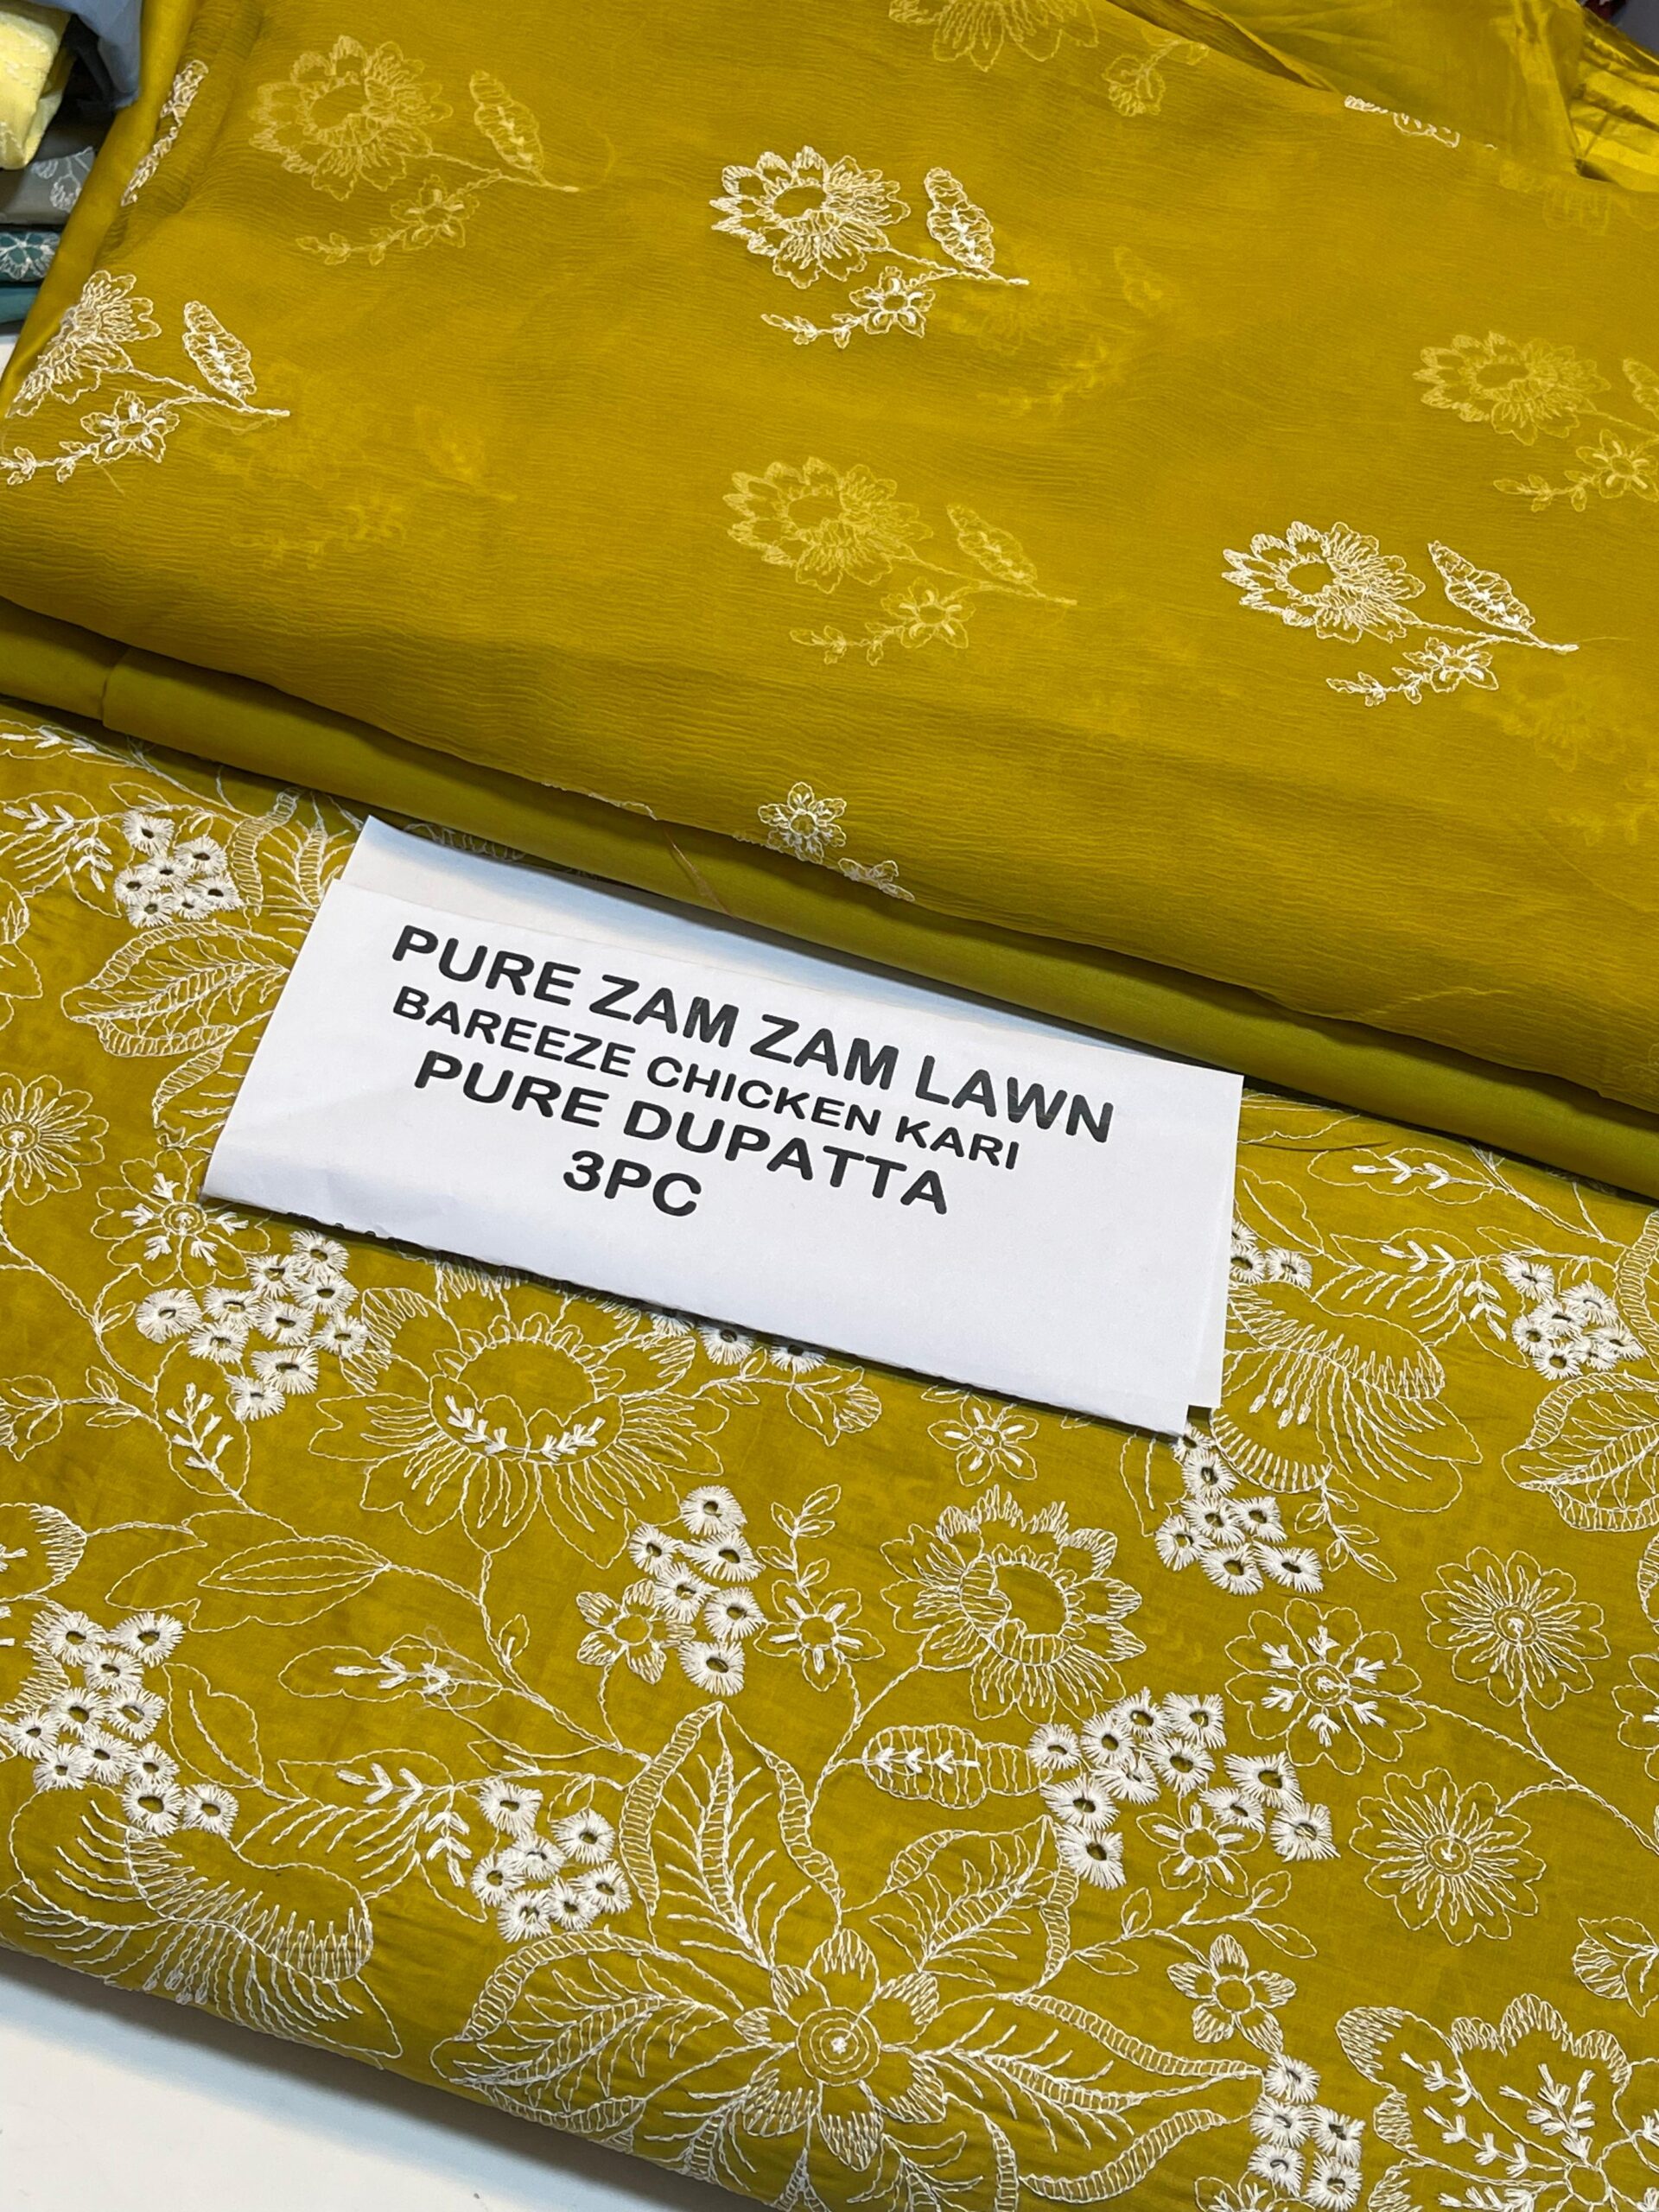 PURE ZAM ZAM LAWN
BAREEZE CHICKEN KARI
PURE DUPATTA
3PC